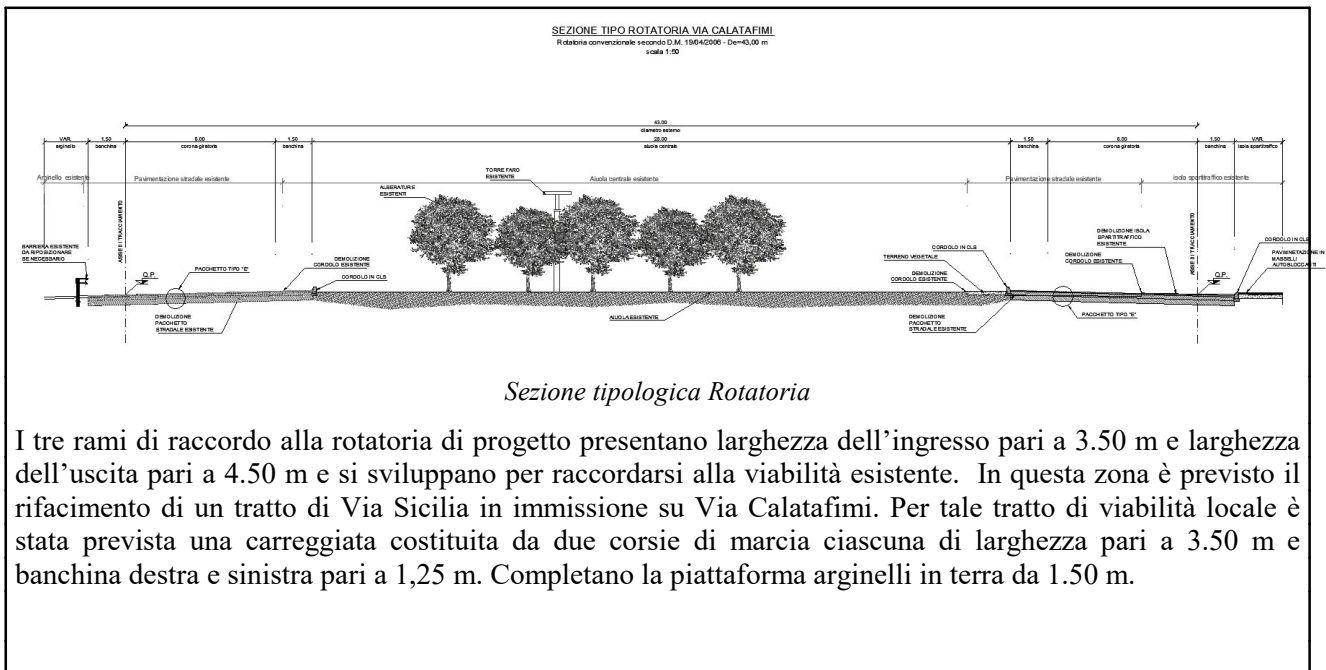 SEZIONE TIPO ROTATORIA VIA CALATAFIMI
Rotatoria convenzionale secondo D.M. 19/04/2006 - De=43,00 m
scala 1:50
43.00
diametro esterno
VAR. 1.50 6.00 1.50 28.00 1.50 6.00 1.50 VAR.
arginello banchina corona giratoria banchina aiuola centrale banchina corona giratoria banchina isola spartitraffico
Arginello esistente Pavimentazione stradale esistente Aiuola centrale esistente Pavimentazione stradale esistente isola spartitraffico esistente
TORRE FARO
ESISTENTE
ALBERATURE
ESISTENTI
ASSE DI TRACCIAMENTO
BARRIERA ESISTENTE
DA RIPOSIZIONARE
SE NECESSARIO
Q.P.
PACCHETTO TIPO "E"
DEMOLIZIONE
CORDOLO ESISTENTE
CORDOLO IN CLS
DEMOLIZIONE
PACCHETTO
STRADALE ESISTENTE
AIUOLA ESISTENTE
CORDOLO IN CLS
TERRENO VEGETALE
DEMOLIZIONE
CORDOLO ESISTENTE
DEMOLIZIONE
PACCHETTO
STRADALE ESISTENTE
DEMOLIZIONE ISOLA
SPARTITRAFFICO
ESISTENTE
DEMOLIZIONE
CORDOLO ESISTENTE
PACCHETTO TIPO "E"
ASSE DI TRACCIAMENTO
Q.P.
CORDOLO IN CLS
PAVIMNETAZIONE IN
MASSELLI
AUTOBLOCCANTI
Sezione tipologica Rotatoria
I tre rami di raccordo alla rotatoria di progetto presentano larghezza dell’ingresso pari a 3.50 m e larghezza
dell’uscita pari a 4.50 m e si sviluppano per raccordarsi alla viabilità esistente. In questa zona è previsto il
rifacimento di un tratto di Via Sicilia in immissione su Via Calatafimi. Per tale tratto di viabilità locale è
stata prevista una carreggiata costituita da due corsie di marcia ciascuna di larghezza pari a 3.50 m e
banchina destra e sinistra pari a 1,25 m. Completano la piattaforma arginelli in terra da 1.50 m.